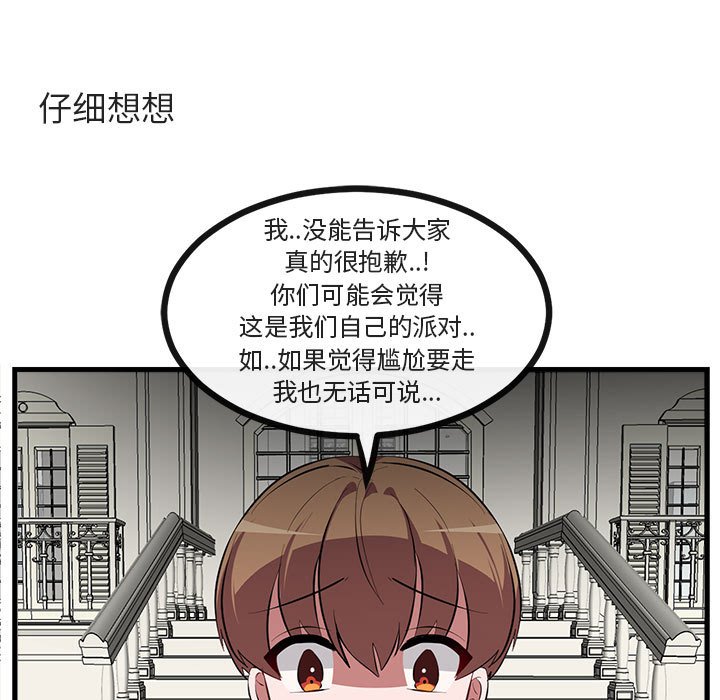 仔细想想
我..没能告诉大家
真的很抱歉..!
你们可能会觉得
这是我们自己的派对..
如..如果觉得尴尬要走
我也无话可说...